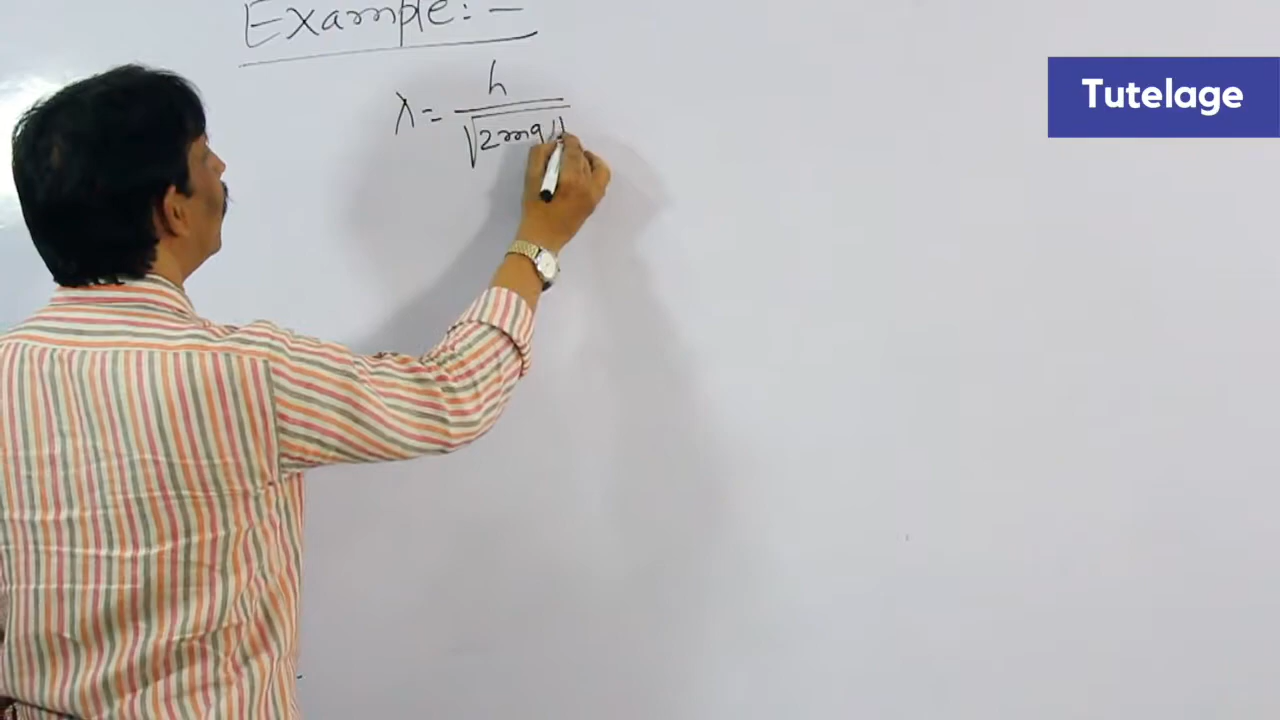 Example: -
λ = h / √2mqV
Tutelage